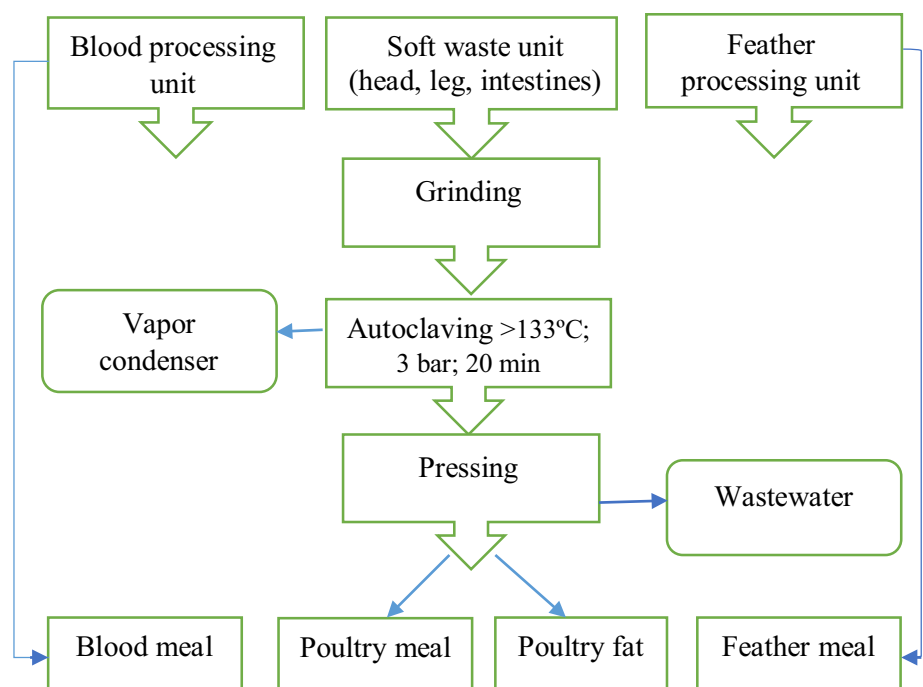 Blood processing
unit
Soft waste unit
(head, leg, intestines)
Feather
processing unit
Grinding
Vapor
condenser
Autoclaving >133ºC;
3 bar; 20 min
Pressing
Wastewater
Blood meal
Poultry meal
Poultry fat
Feather meal